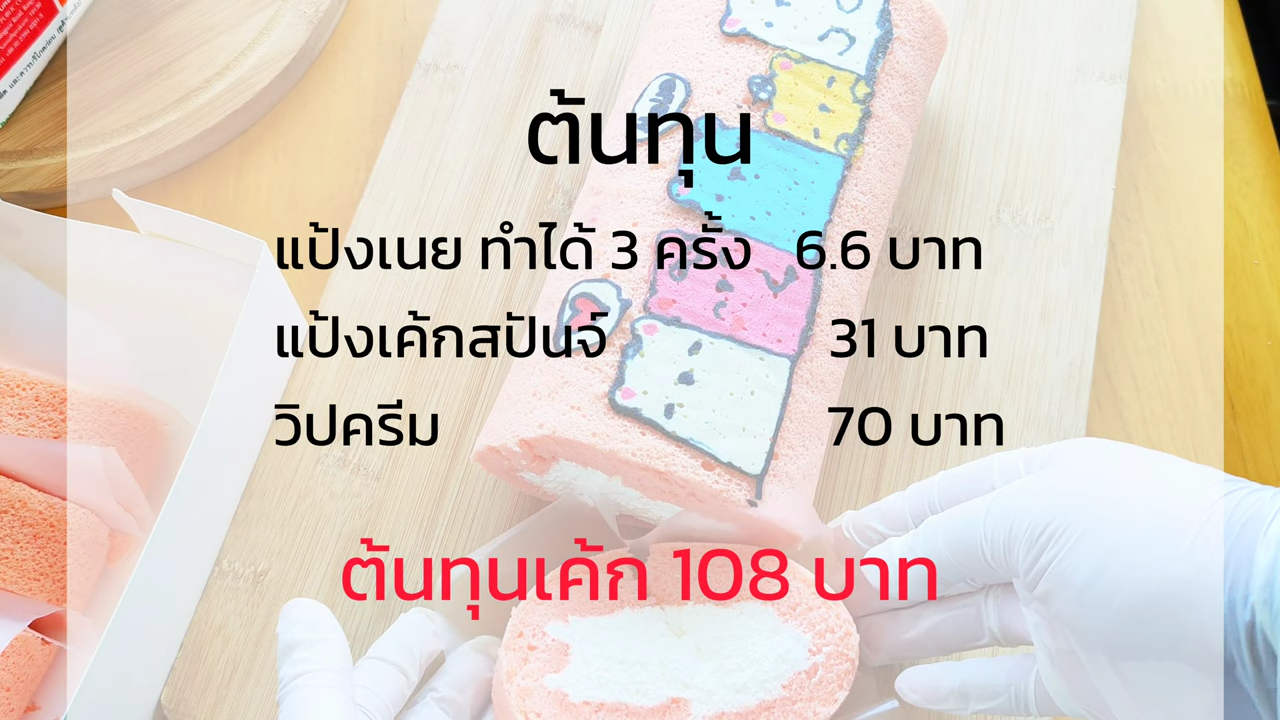 ต้นทุน
แป้งเนย ทำได้ 3 ครั้ง 6.6 บาท
แป้งเค้กสปันจ์ 31 บาท
วิปครีม 70 บาท
ต้นทุนเค้ก 108 บาท